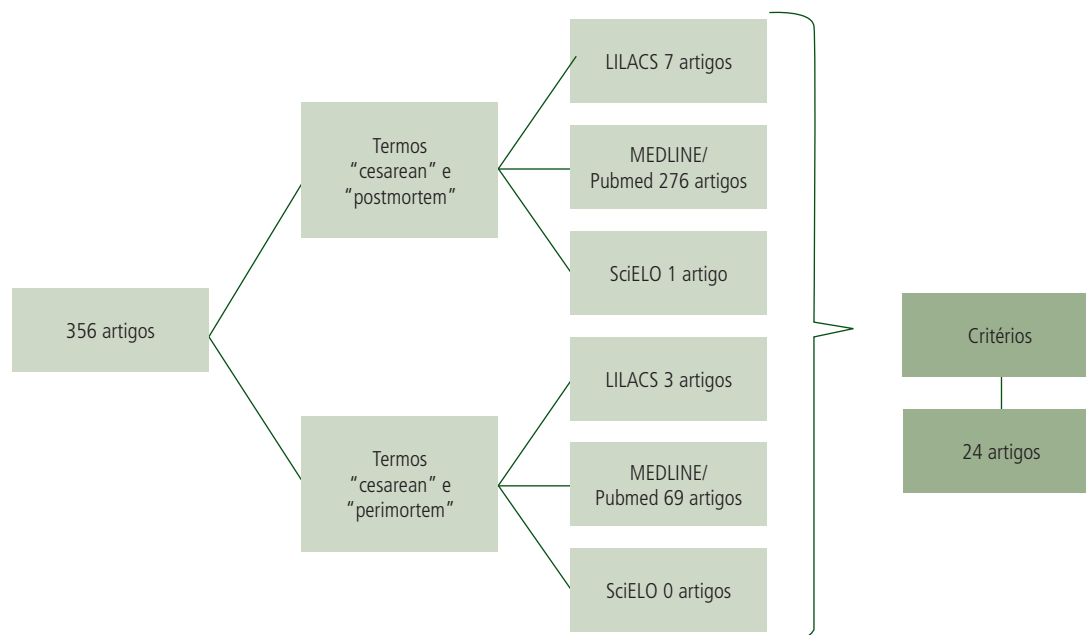 356 artigos
Termos
“cesarean” e
“postmortem”
LILACS 7 artigos
MEDLINE/
Pubmed 276 artigos
SciELO 1 artigo
Termos
“cesarean” e
“perimortem”
LILACS 3 artigos
MEDLINE/
Pubmed 69 artigos
SciELO 0 artigos
Critérios
24 artigos